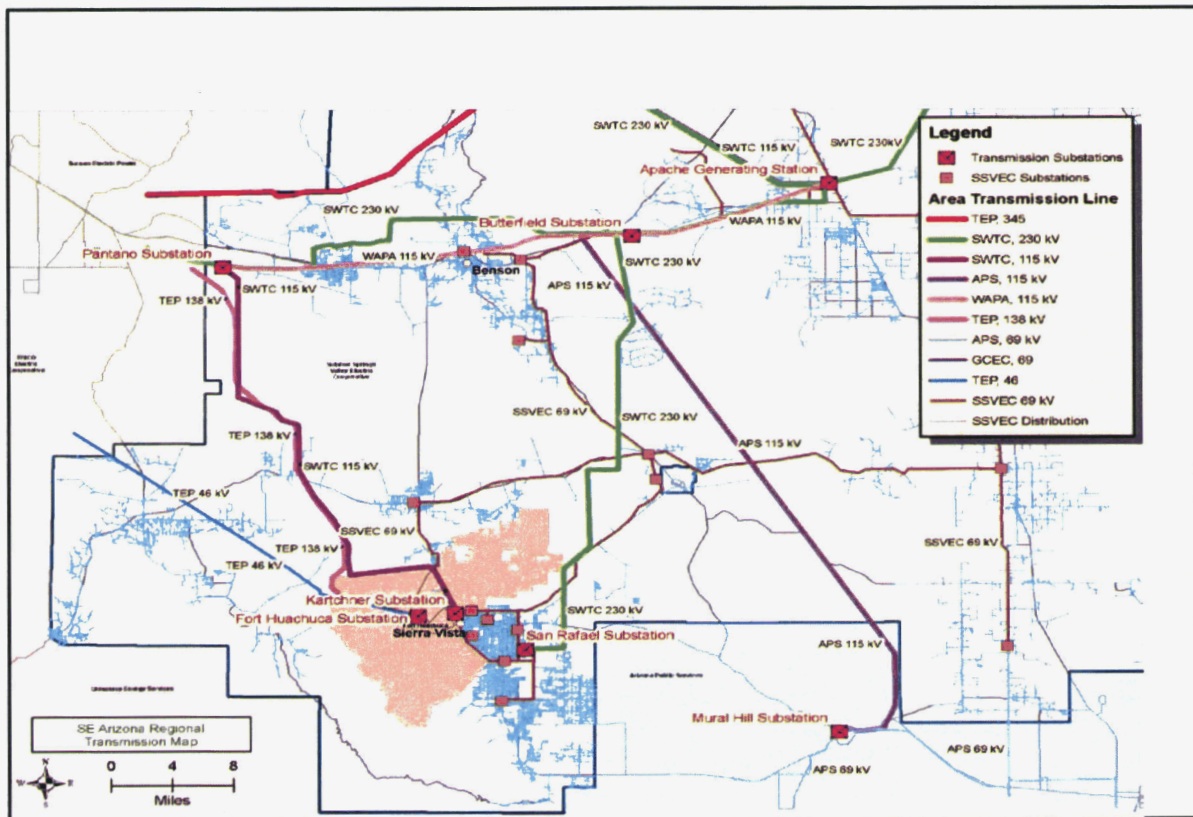 SWTC 230 kV
SWTC 115 kV
SWTC 230kV
Apache Generating Station
SWTC 230 kV
Butterfield Substation
WAPA 115 kV
Pantano Substation
WAPA 115 kV
Benson
SWTC 230 kV
SWTC 115 kV
TEP 138 kV
APS 115 kV
SSVEC 69 kV
SWTC 230 kV
TEP 138 kV
APS 115 kV
SWTC 115 kV
TEP 46 kV
SSVEC 69 kV
TEP 138 kV
TEP 46 kV
SSVEC 69 kV
Kartchner Substation
SWTC 230 kV
Fort Huachuca Substation
Sierra Vista
San Rafael Substation
APS 115 kV
Arizona Public Services
Mural Hill Substation
APS 69 kV
APS 69 kV
Legend
Transmission Substations
SSVEC Substations
Area Transmission Line
TEP, 345
SWTC, 230 kV
SWTC, 115 kV
APS, 115 kV
WAPA, 115 kV
TEP, 138 kV
APS, 69 kV
GCEC, 69
TEP, 46
SSVEC 69 kV
SSVEC Distribution
SE Arizona Regional
Transmission Map
N
W
E
S
0 4 8
Miles